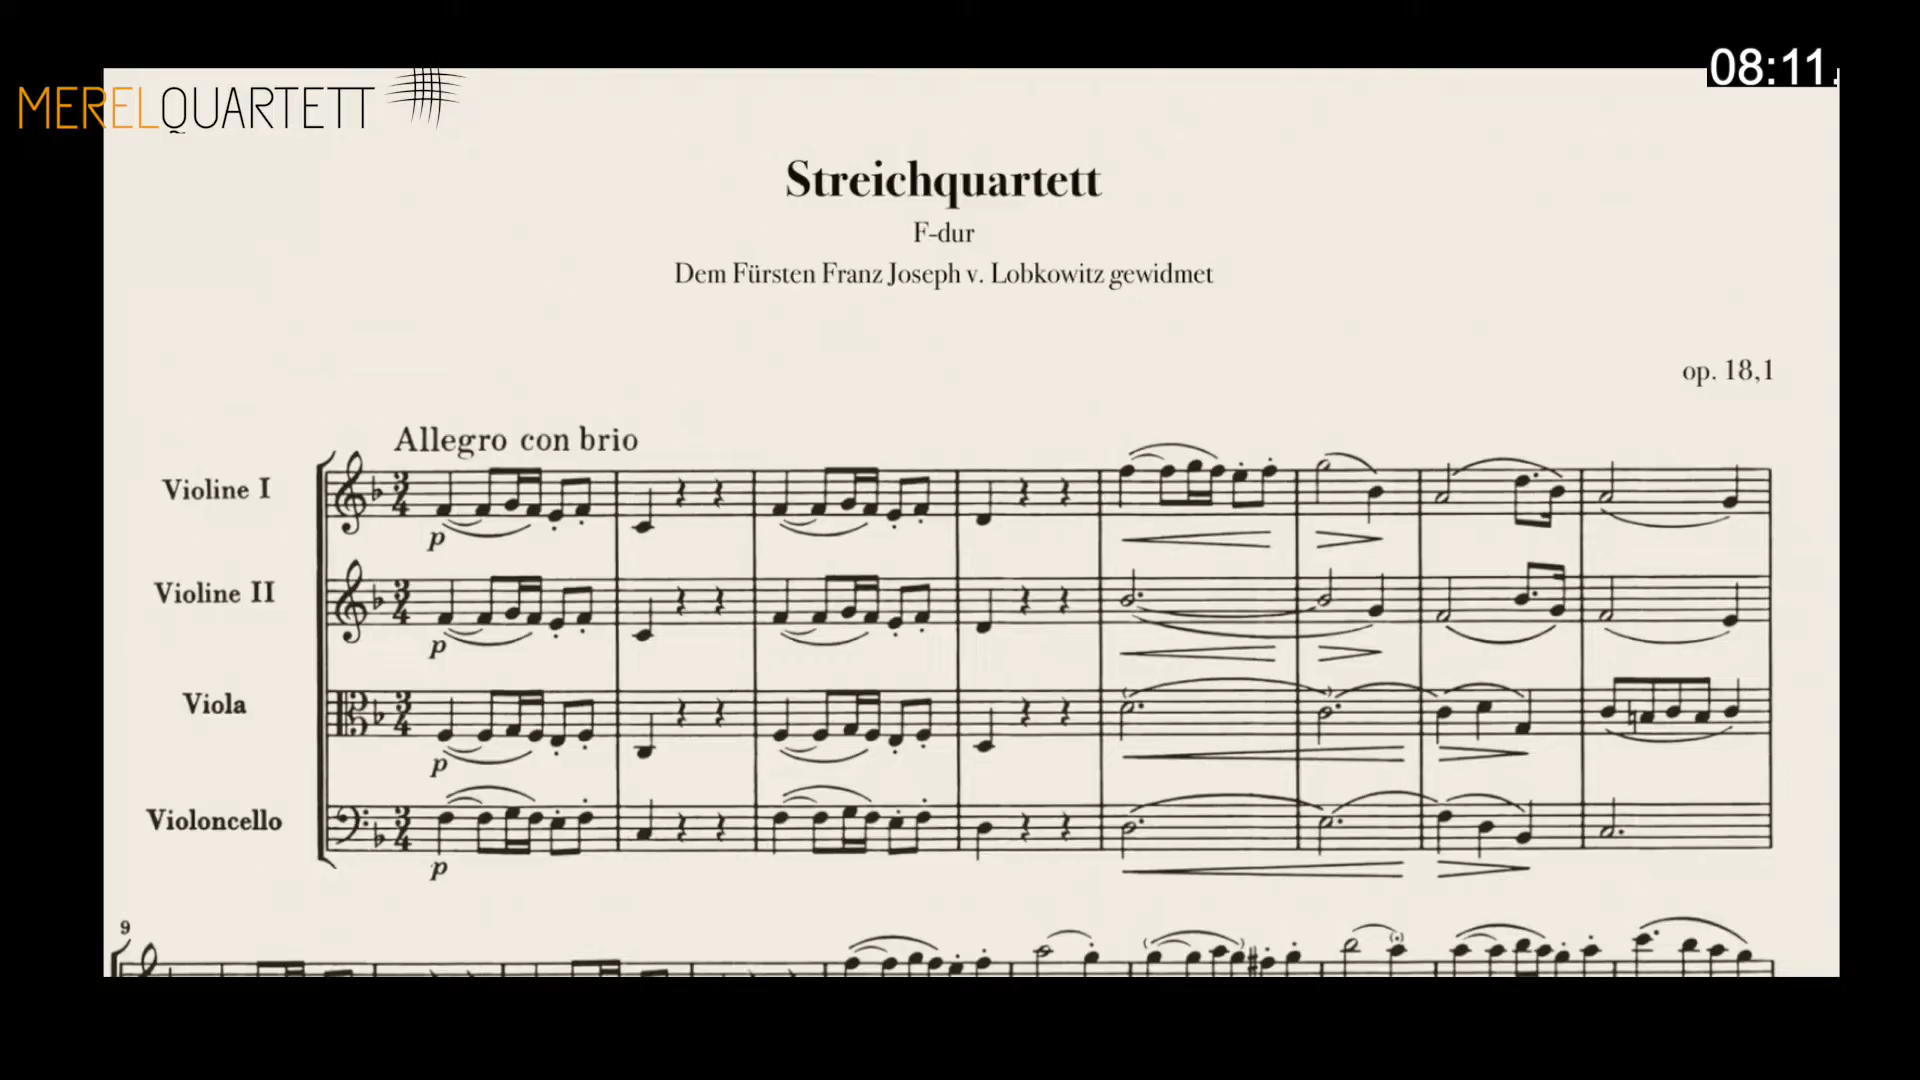 08:11.
MERELQUARTETT
Streichquartett
F-dur
Dem Fürsten Franz Joseph v. Lobkowitz gewidmet
op. 18,1
Allegro con brio
Violine I
p
Violine II
p
Viola
p
Violoncello
p
9